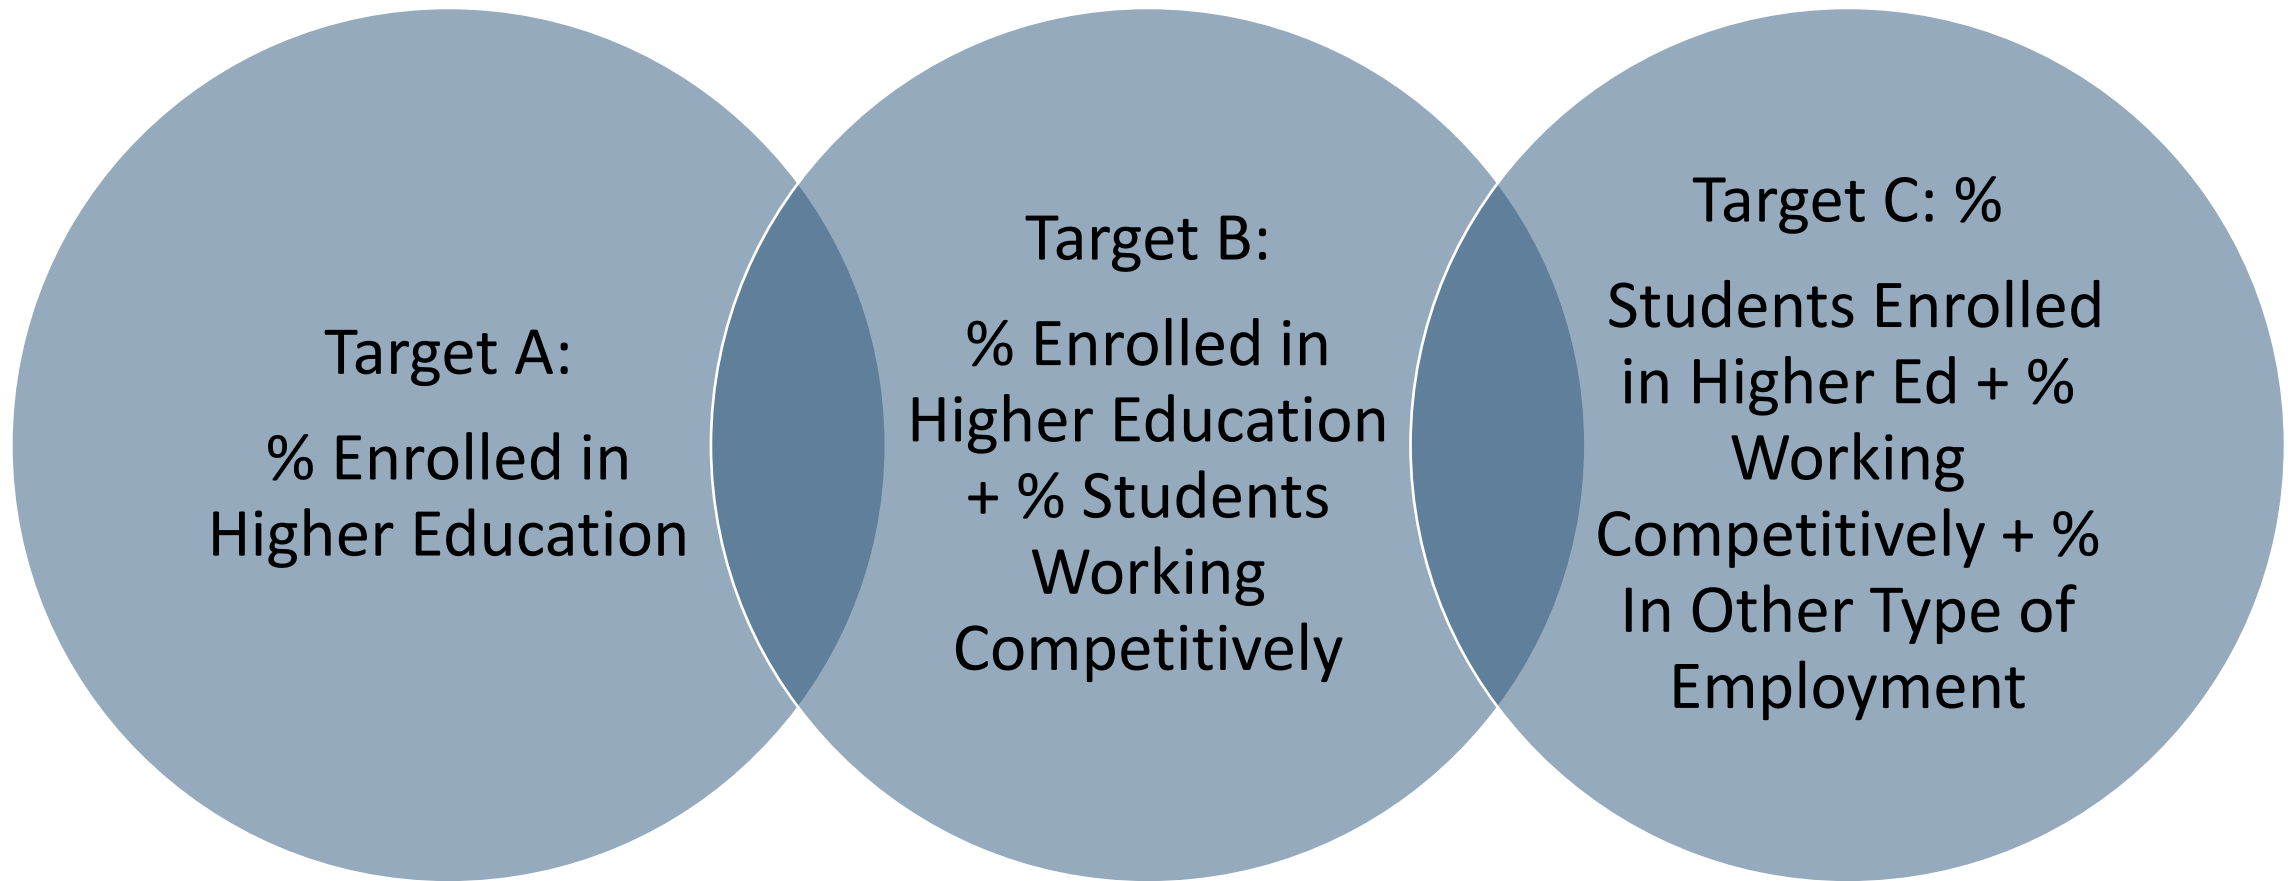 Target A:
% Enrolled in
Higher Education
Target B:
% Enrolled in
Higher Education
+ % Students
Working
Competitively
Target C: %
Students Enrolled
in Higher Ed + %
Working
Competitively + %
In Other Type of
Employment